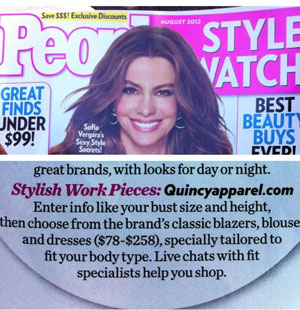 Save $$$! Exclusive Discounts
AUGUST 2012
Peopl
STYLE
WATCH
GREAT
FINDS
UNDER
$99!
Sofia
Vergara's
Sexy Style
Secrets!
BEST
BEAUTY
BUYS
EVER!
great brands, with looks for day or night.
Stylish Work Pieces: Quincyapparel.com
Enter info like your bust size and height,
then choose from the brand's classic blazers, blouse
and dresses ($78-$258), specially tailored to
fit your body type. Live chats with fit
specialists help you shop.